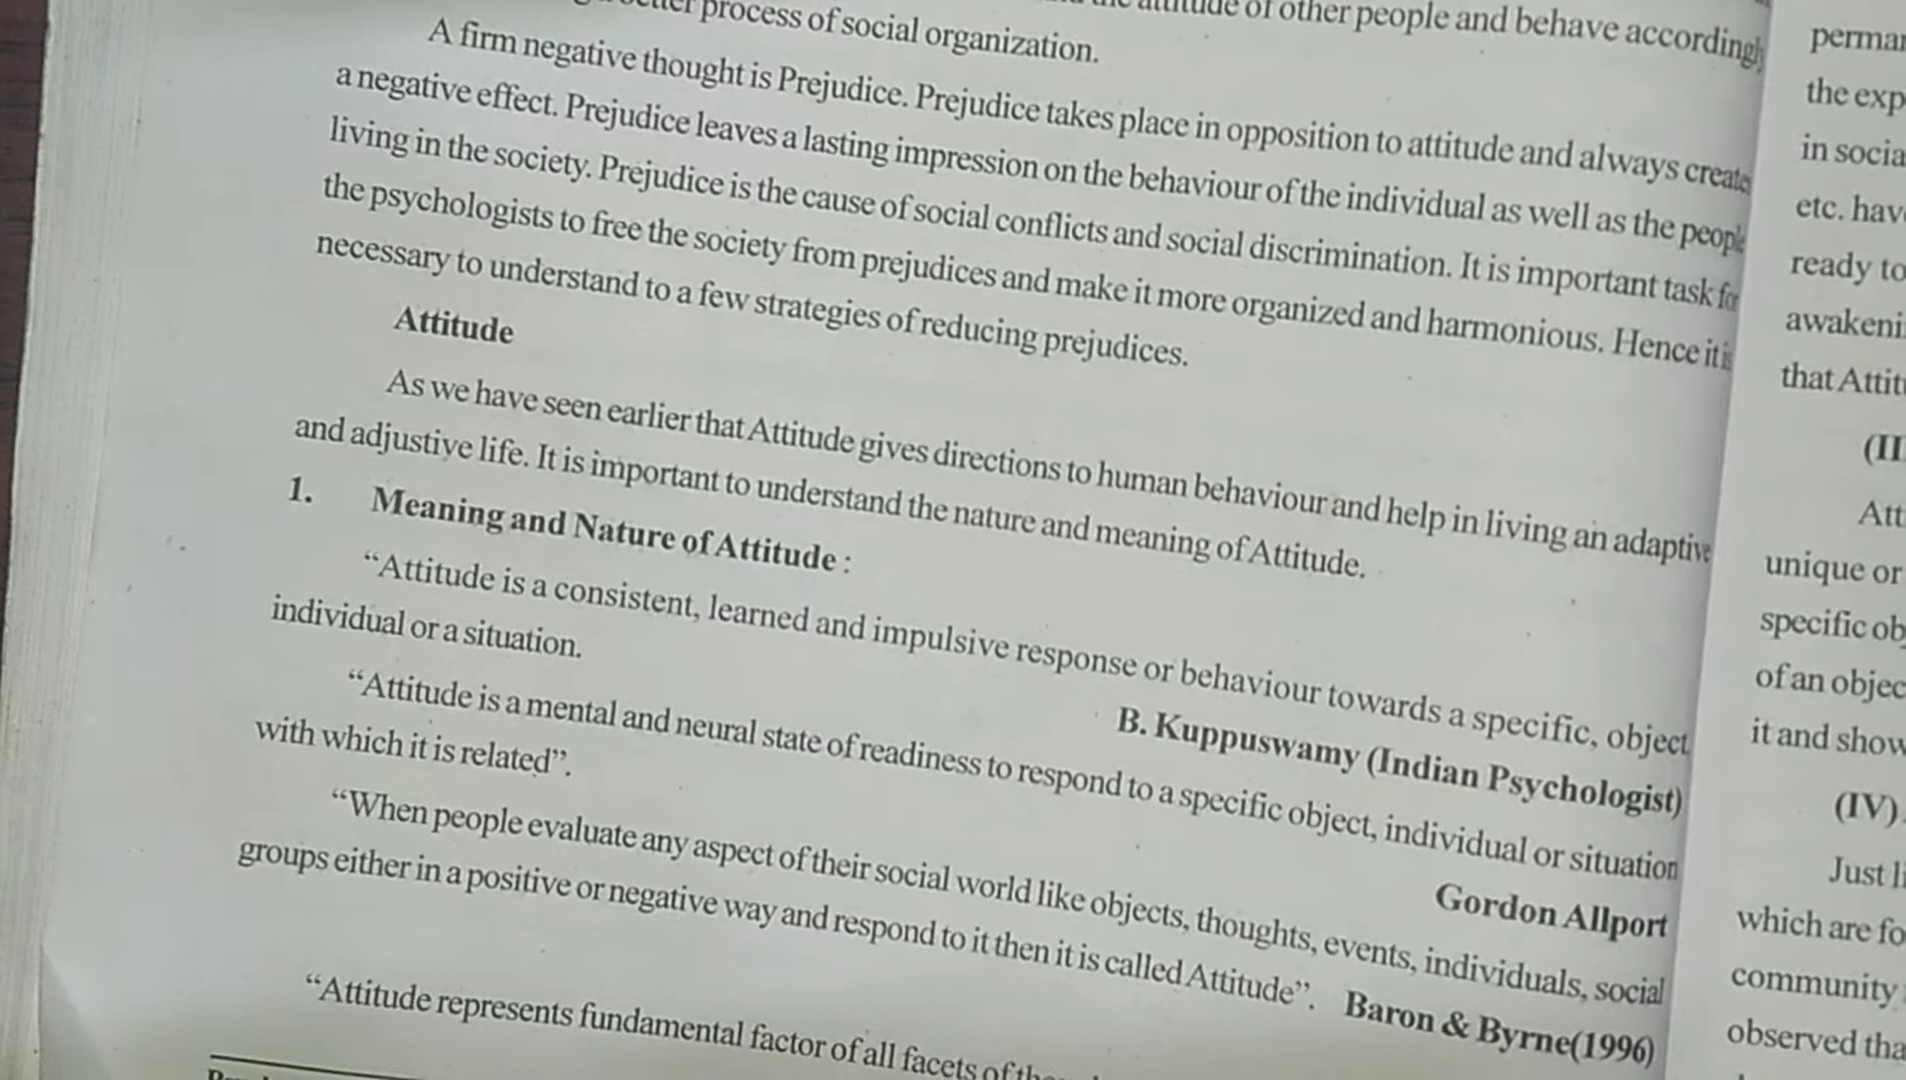 process of social organization. attitude of other people and behave accordingly
A firm negative thought is Prejudice. Prejudice takes place in opposition to attitude and always create
a negative effect. Prejudice leaves a lasting impression on the behaviour of the individual as well as the people
living in the society. Prejudice is the cause of social conflicts and social discrimination. It is important task for
the psychologists to free the society from prejudices and make it more organized and harmonious. Hence it is
necessary to understand to a few strategies of reducing prejudices.
Attitude
As we have seen earlier that Attitude gives directions to human behaviour and help in living an adaptive
and adjustive life. It is important to understand the nature and meaning of Attitude.
1. Meaning and Nature of Attitude :
“Attitude is a consistent, learned and impulsive response or behaviour towards a specific, object
individual or a situation.
B. Kuppuswamy (Indian Psychologist)
“Attitude is a mental and neural state of readiness to respond to a specific object, individual or situation
with which it is related”.
Gordon Allport
“When people evaluate any aspect of their social world like objects, thoughts, events, individuals, social
groups either in a positive or negative way and respond to it then it is called Attitude”. Baron & Byrne(1996)
“Attitude represents fundamental factor of all facets of
the exp
in socia
etc. hav
ready to
awakeni
that Attit
(II
Att
unique or
specific ob
of an objec
it and show
(IV)
Just li
which are fo
community
observed tha